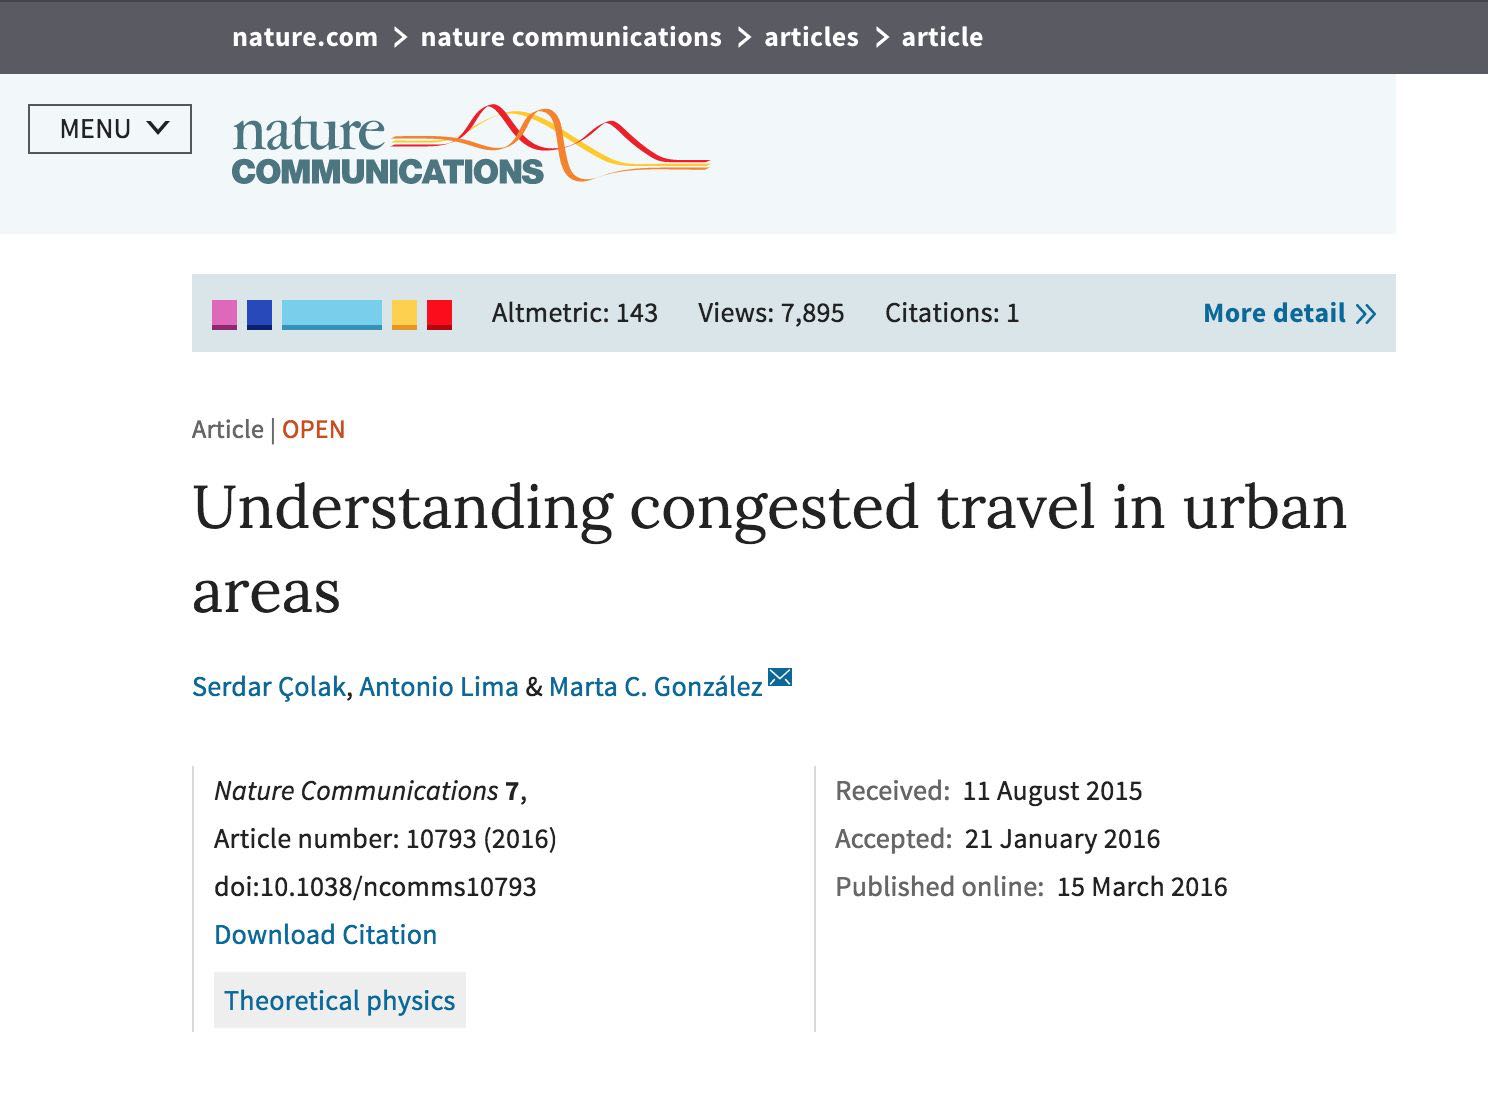 nature.com > nature communications > articles > article
MENU
nature
COMMUNICATIONS
Altmetric: 143 Views: 7,895 Citations: 1 More detail >>
Article | OPEN
Understanding congested travel in urban
areas
Serdar Çolak, Antonio Lima & Marta C. González
Nature Communications 7,
Article number: 10793 (2016)
doi:10.1038/ncomms10793
Download Citation
Theoretical physics
Received: 11 August 2015
Accepted: 21 January 2016
Published online: 15 March 2016